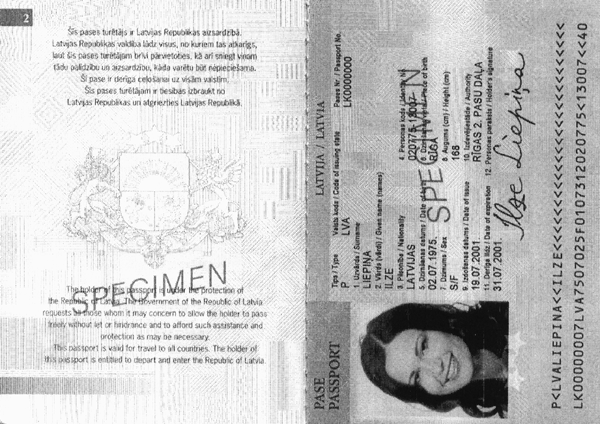 2
Šīs pases turētājs ir Latvijas Republikas aizsardzībā.
Latvijas Republikas valdība lūdz visus, no kuriem tas atkarīgs,
ļaut šīs pases turētājam brīvi pārvietoties, kā arī sniegt viņam
tādu palīdzību un aizsardzību, kāda varētu būt nepieciešama.
Šī pase ir derīga ceļošanai uz visām valstīm.
Šīs pases turētājam ir tiesības izbraukt no
Latvijas Republikas un atgriezties Latvijas Republikā.
SPECIMEN
The holder of this passport is under the protection of
the Republic of Latvia. The Government of the Republic of Latvia
requests all those whom it may concern to allow the holder to pass
freely without let or hindrance and to afford such assistance and
protection as may be necessary.
This passport is valid for travel to all countries. The holder of
this passport is entitled to depart and enter the Republic of Latvia
PASE
PASSPORT
LATVIJA / LATVIA
Tips / Type Valsts kods / Code of issuing state Pases Nr. / Passport No.
P LVA LK0000000
1. Uzvārds / Surname
LIEPIŅA
2. Vārds (vārdi) / Given name (names)
ILZE
3. Pilsonība / Nationality 4. Personas kods / Identity No
LATVIJAS 020775-13007
5. Dzimšanas datums / Date of birth 6. Dzimšanas vieta / Place of birth
02.07.1975. RĪGA
7. Dzimums / Sex 8. Augums (cm) / Height (cm)
S/F 168
9. Izdošanas datums / Date of issue 10. Izdevējiestāde / Authority
19.07.2001. RĪGAS 2. PASU DAĻA
11. Derīga līdz / Date of expiration 12. Personas paraksts / Holder's signature
31.07.2001.
Ilze Liepiņa
SPECIMEN
P<LVALIEPINA<<ILZE<<<<<<<<<<<<<<<<<<<<<<<<<<
LK00000007LVA7507025F0107312020775<13007<<40